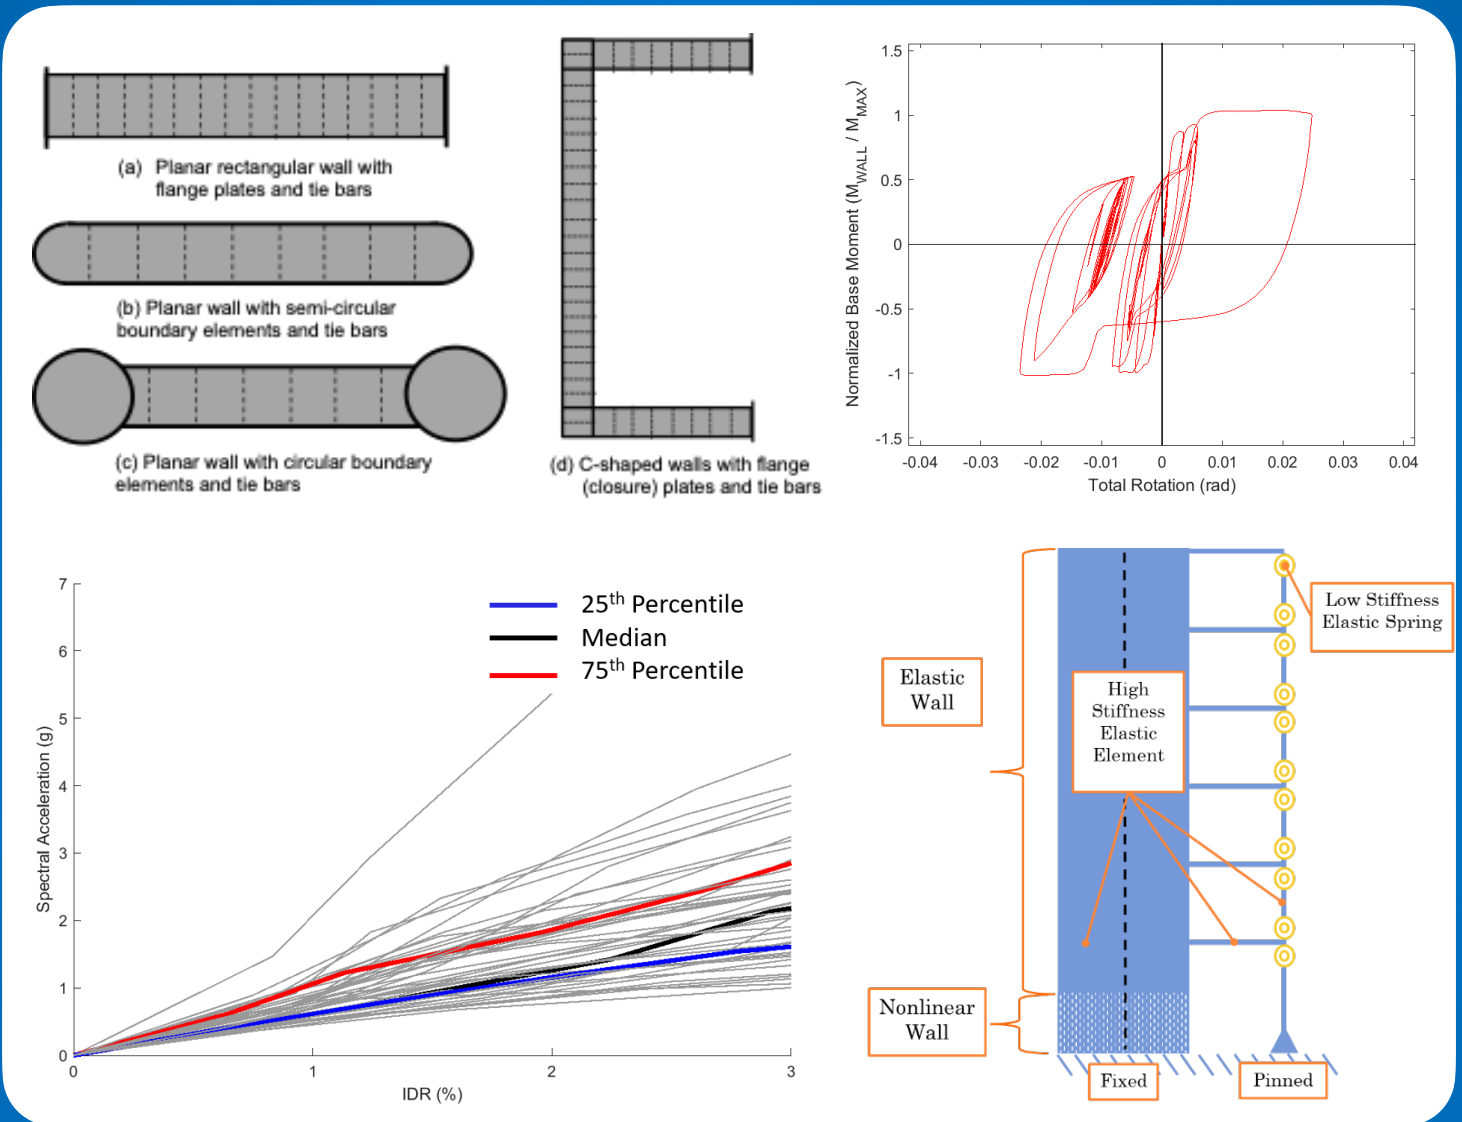 (a) Planar rectangular wall with
flange plates and tie bars
(b) Planar wall with semi-circular
boundary elements and tie bars
(c) Planar wall with circular boundary
elements and tie bars
(d) C-shaped walls with flange
(closure) plates and tie bars
Normalized Base Moment (M_WALL / M_MAX)
1.5
1
0.5
0
-0.5
-1
-1.5
-0.04 -0.03 -0.02 -0.01 0 0.01 0.02 0.03 0.04
Total Rotation (rad)
Spectral Acceleration (g)
7
6
5
4
3
2
1
0
0 1 2 3
IDR (%)
25th Percentile
Median
75th Percentile
Elastic
Wall
Nonlinear
Wall
High
Stiffness
Elastic
Element
Low Stiffness
Elastic Spring
Fixed
Pinned